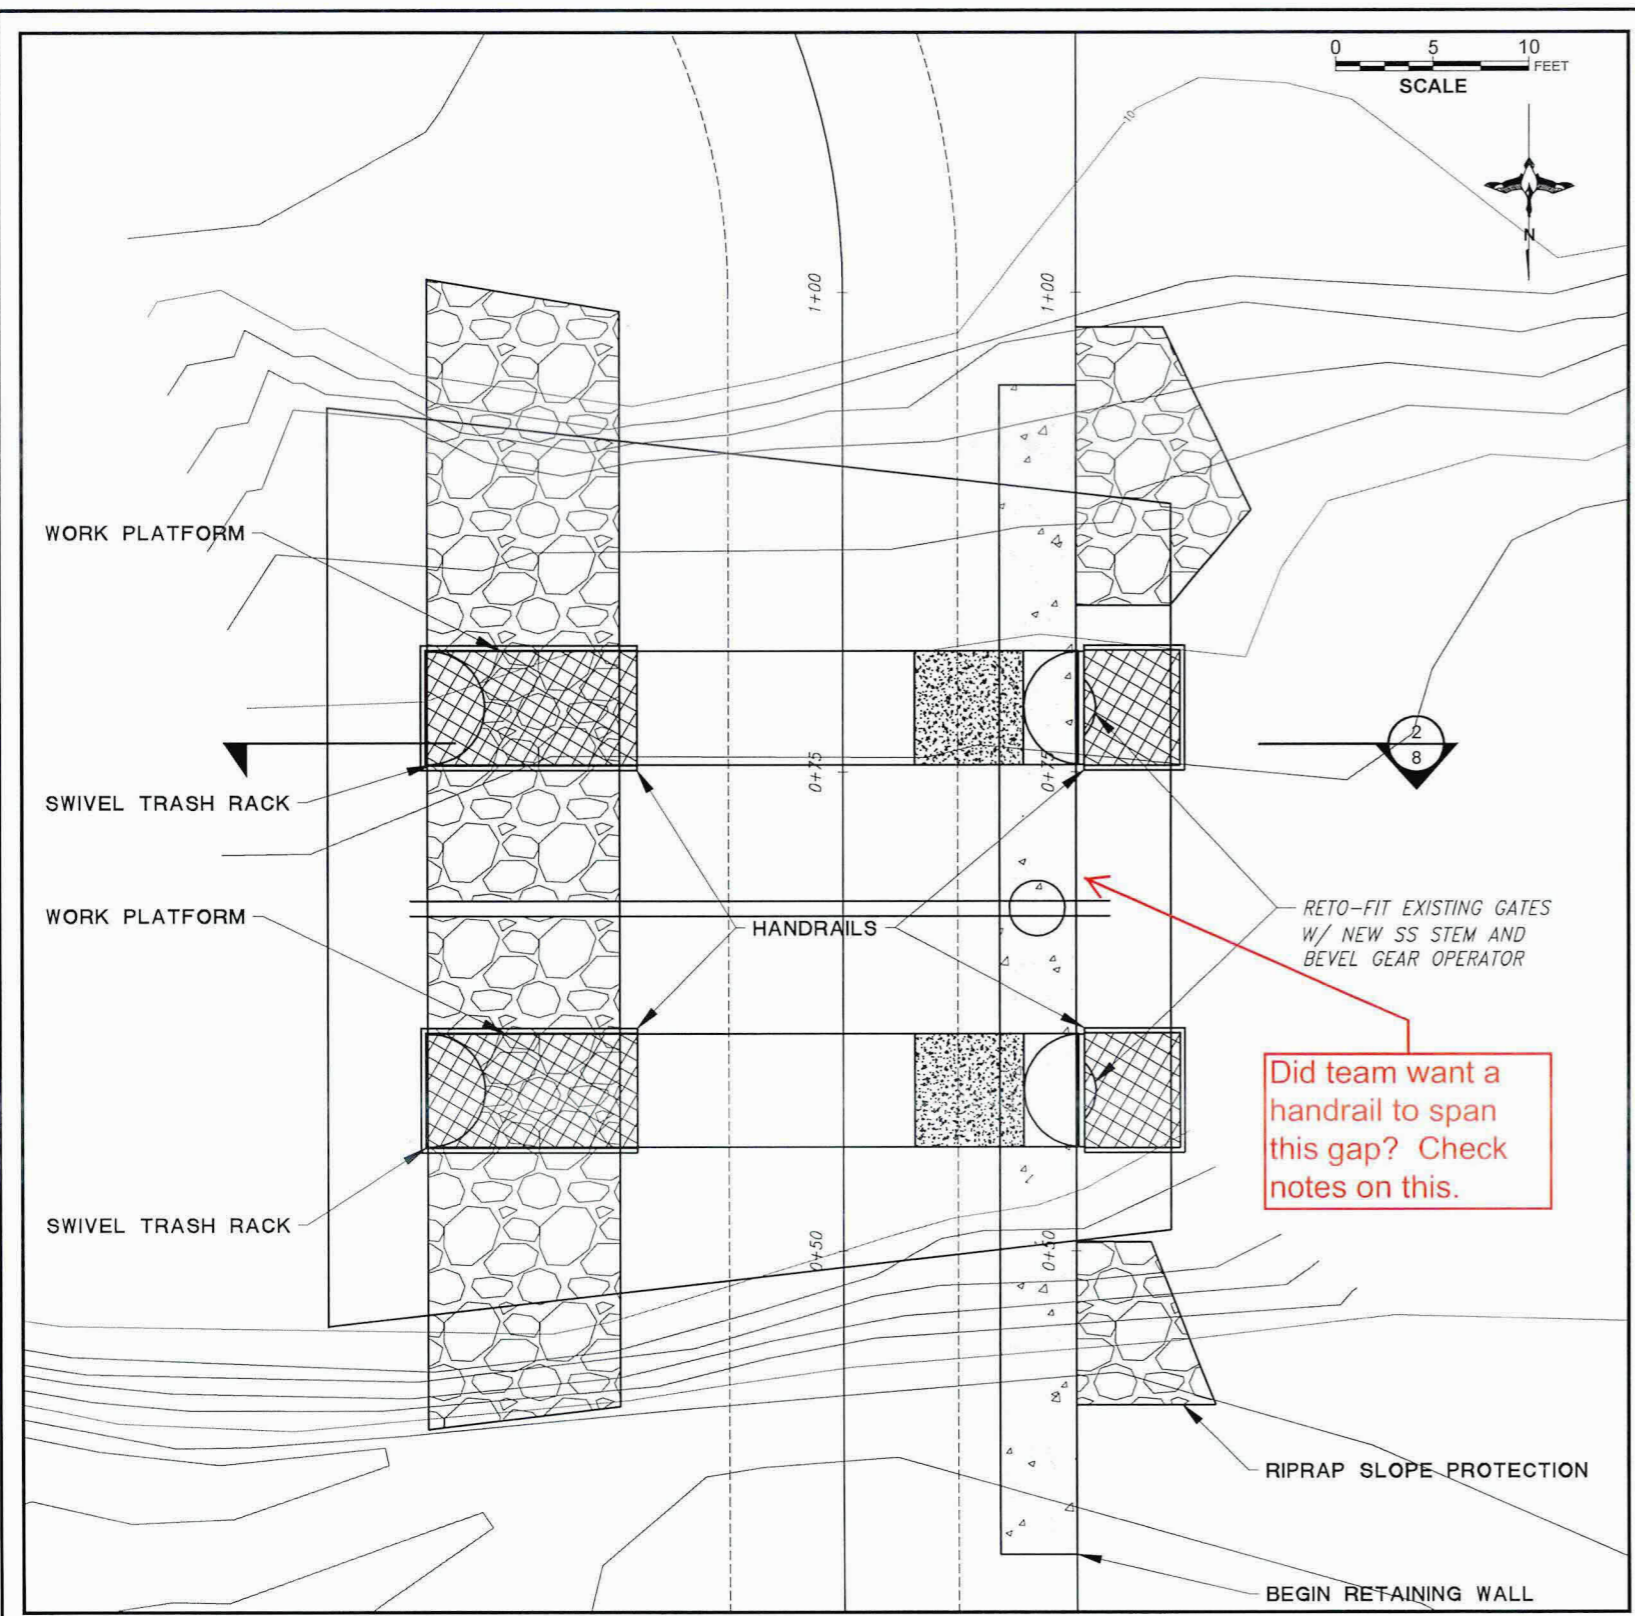 0 5 10
FEET
SCALE
-10-
N
1+00
1+00
WORK PLATFORM
2
8
0+75
0+75
SWIVEL TRASH RACK
WORK PLATFORM
HANDRAILS
RETO-FIT EXISTING GATES
W/ NEW SS STEM AND
BEVEL GEAR OPERATOR
Did team want a
handrail to span
this gap? Check
notes on this.
SWIVEL TRASH RACK
0+50
0+50
RIPRAP SLOPE PROTECTION
BEGIN RETAINING WALL